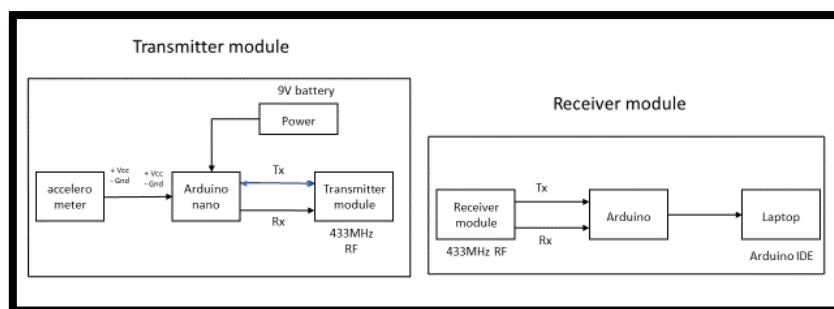 Transmitter module
9V battery
Power
+ Vcc
- Gnd
+ Vcc
- Gnd
accelero
meter
Arduino
nano
Tx
Rx
Transmitter
module
433MHz
RF
Receiver module
Receiver
module
433MHz RF
Tx
Rx
Arduino
Laptop
Arduino IDE